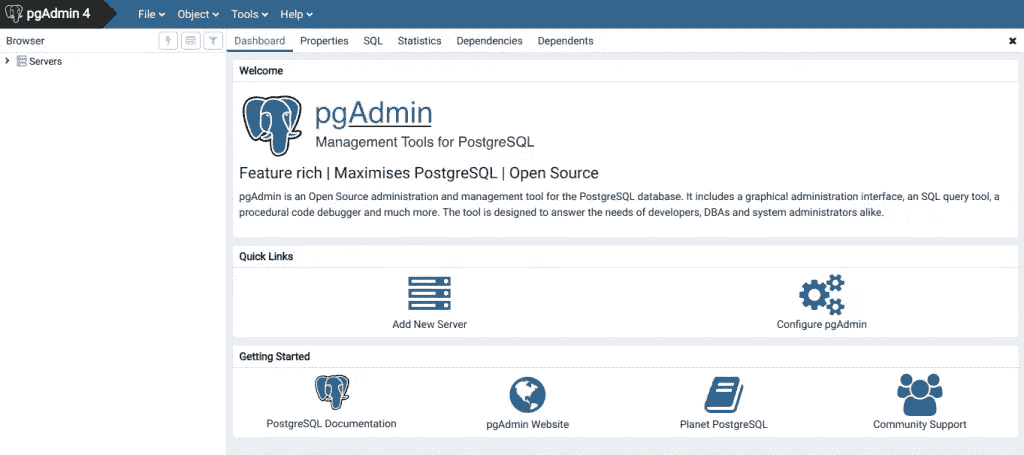 pgAdmin 4
File Object Tools Help
Browser
Servers
Dashboard Properties SQL Statistics Dependencies Dependents
Welcome
pgAdmin
Management Tools for PostgreSQL
Feature rich | Maximises PostgreSQL | Open Source
pgAdmin is an Open Source administration and management tool for the PostgreSQL database. It includes a graphical administration interface, an SQL query tool, a
procedural code debugger and much more. The tool is designed to answer the needs of developers, DBAs and system administrators alike.
Quick Links
Add New Server Configure pgAdmin
Getting Started
PostgreSQL Documentation pgAdmin Website Planet PostgreSQL Community Support